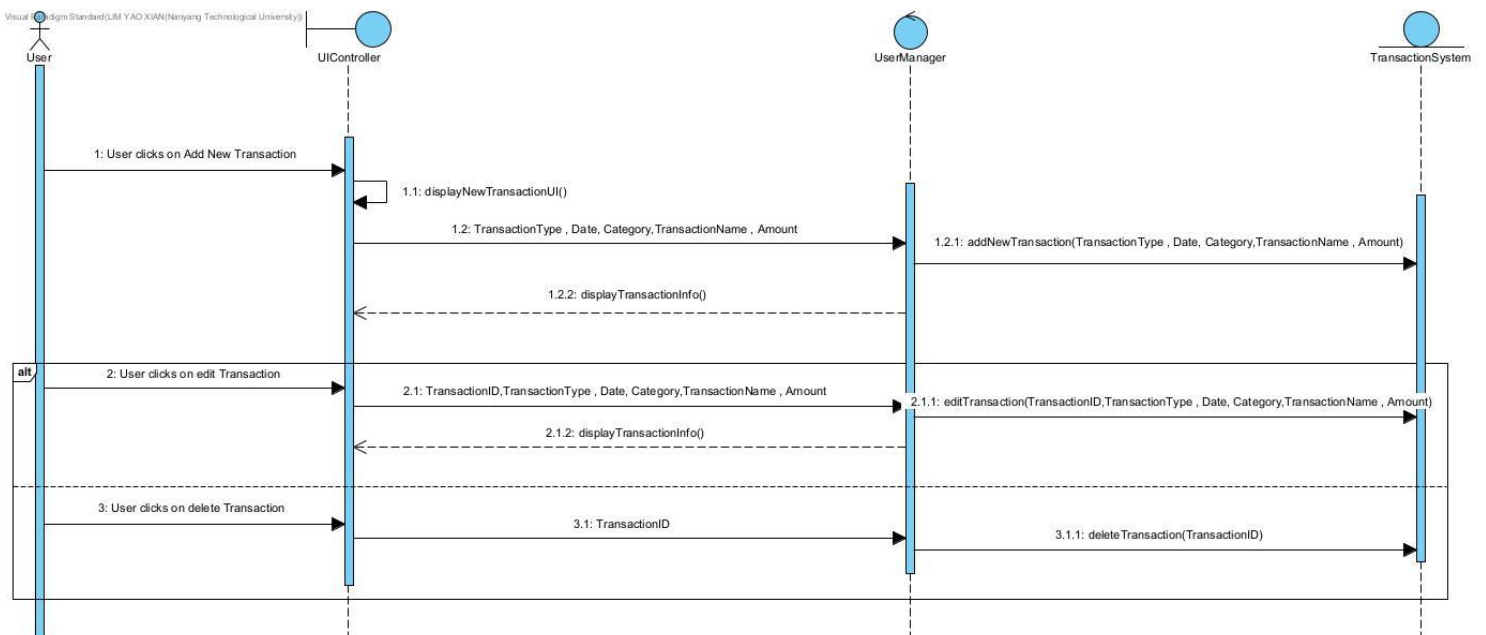 Visual Paradigm Standard(LIM YAO XIAN(Nanyang Technological University))
User
UIController
UserManager
TransactionSystem
1: User clicks on Add New Transaction
1.1: displayNewTransactionUI()
1.2: TransactionType , Date, Category,TransactionName , Amount
1.2.1: addNewTransaction(TransactionType , Date, Category,TransactionName , Amount)
1.2.2: displayTransactionInfo()
alt
2: User clicks on edit Transaction
2.1: TransactionID,TransactionType , Date, Category,TransactionName , Amount
2.1.1: editTransaction(TransactionID,TransactionType , Date, Category,TransactionName , Amount)
2.1.2: displayTransactionInfo()
3: User clicks on delete Transaction
3.1: TransactionID
3.1.1: deleteTransaction(TransactionID)